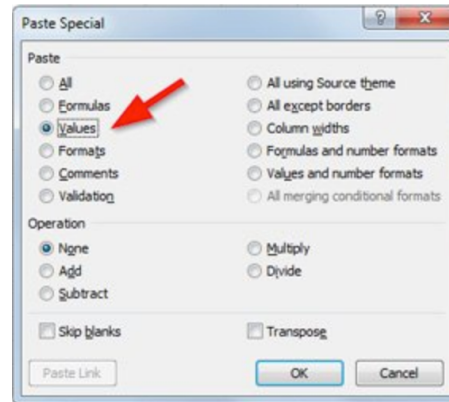 Paste Special
Paste
All
All using Source theme
Formulas
All except borders
Values
Column widths
Formats
Formulas and number formats
Comments
Values and number formats
Validation
All merging conditional formats
Operation
None
Multiply
Add
Divide
Subtract
Skip blanks
Transpose
Paste Link
OK
Cancel